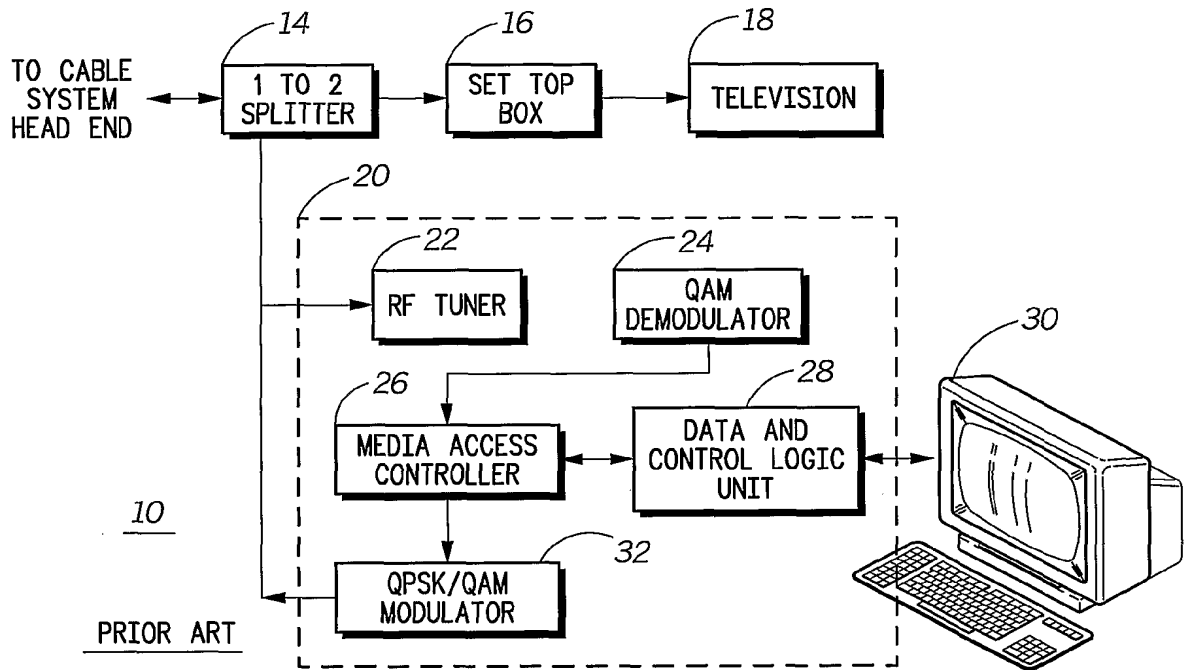 14
16
18
TO CABLE
SYSTEM
HEAD END
1 TO 2
SPLITTER
SET TOP
BOX
TELEVISION
20
22
24
RF TUNER
QAM
DEMODULATOR
30
26
28
MEDIA ACCESS
CONTROLLER
DATA AND
CONTROL LOGIC
UNIT
10
32
QPSK/QAM
MODULATOR
PRIOR ART